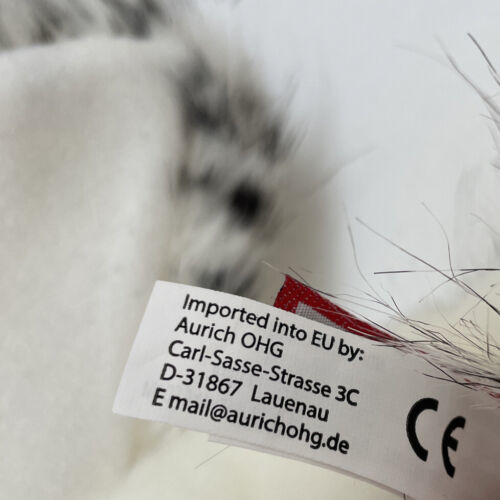 Imported into EU by:
Aurich OHG
Carl-Sasse-Strasse 3C
D-31867 Lauenau
E mail@aurichohg.de
CE